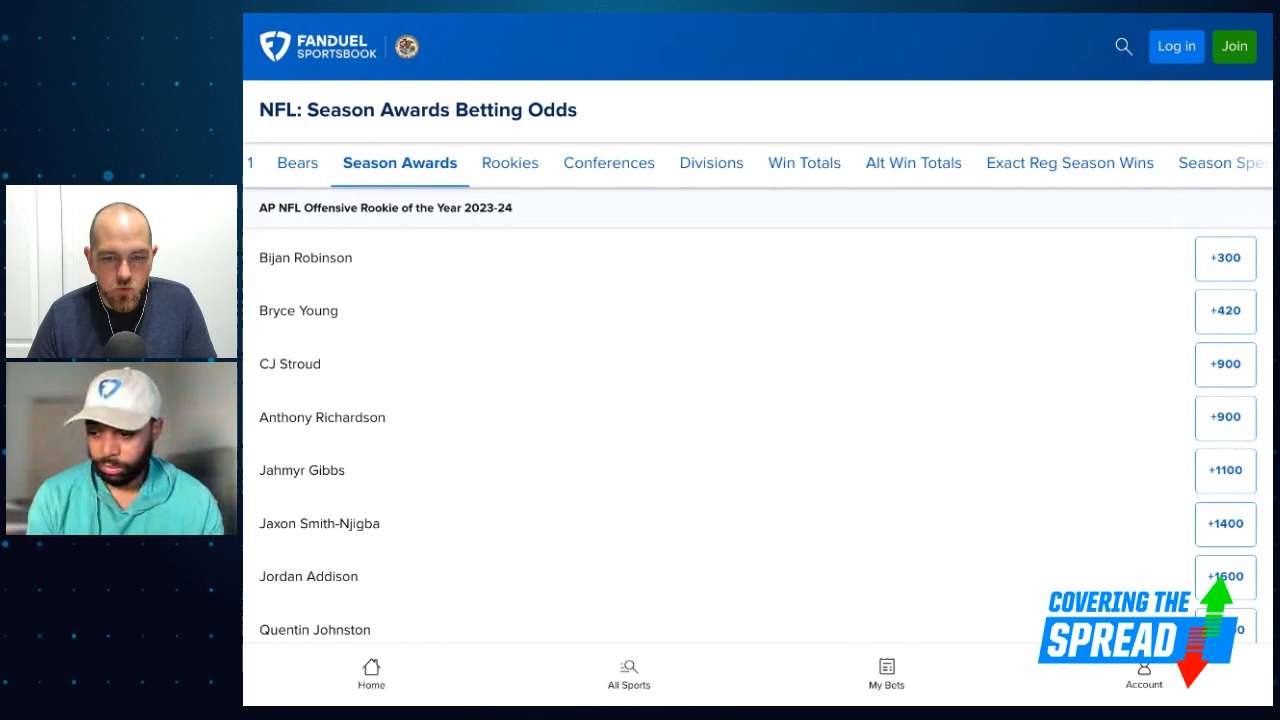 FANDUEL
SPORTSBOOK
Log in
Join
NFL: Season Awards Betting Odds
1 Bears Season Awards Rookies Conferences Divisions Win Totals Alt Win Totals Exact Reg Season Wins Season Spec
AP NFL Offensive Rookie of the Year 2023-24
Bijan Robinson +300
Bryce Young +420
CJ Stroud +900
Anthony Richardson +900
Jahmyr Gibbs +1100
Jaxon Smith-Njigba +1400
Jordan Addison +1600
Quentin Johnston
COVERING THE
SPREAD
Home All Sports My Bets Account